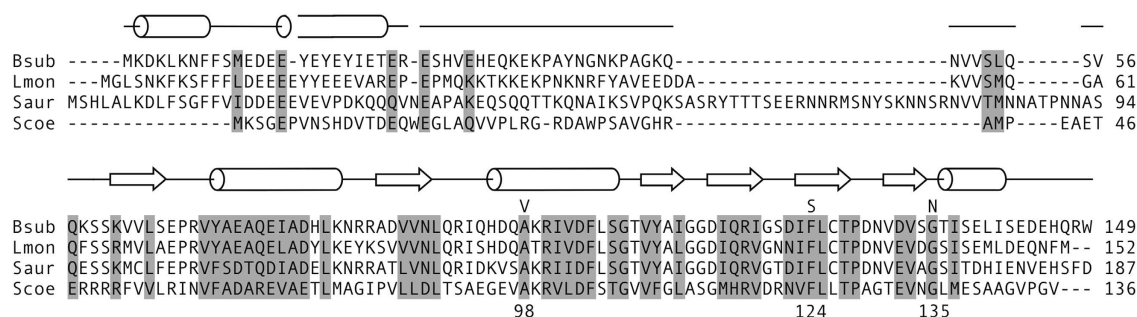 Bsub -----MKDKLKNFFSMEDEE-YEYEYIETER-ESHVEHEQKEKPAYNGNKPAGKQ-------------------------NVVSLQ------SV 56
Lmon ---MGLSNKFKSFFFLDEEEEYYEEEVAREP-EPMQKKTKKEKPNKNRFYAVEEDDA-----------------------KVVSMQ------GA 61
Saur MSHLALKDLFSGFFVIDDEEEVEVPDKQQQVNEAPAKEQSQQTTKQNAIKSVPQKSASRYTTTSEERNNRMSNYSKNNSRNVVTMNNATPNNAS 94
Scoe ---------------MKSGEPVNSHDVTDEQWEGLAQVVPLRG-RDAWPSAVGHR----------------------------AMP----EAET 46
V S N
Bsub QKSSKVVLSEPRVYAEAQEIADHLKNRRADVVNLQRIQHDQAKRIVDFLSGTVYAIGGDIQRIGSDIFLCTPDNVDVSGTISELISEDEHQRW 149
Lmon QFSSRMVLAEPRVYAEAQELADYLKEYKSVVVNLQRIQHDQAKRIVDFLSGTVYAIGGDIQRVGNNIFLCTPDNVEVTGSISEMLDEQNFM-- 152
Saur QESSKMCLFEPRVFSDTQDIADELKNRRATLVNLQRIDKVSAKRIIDFLSGTVYAIGGDIQRVGTDIFLCTPDNVEVAGSITDHIENVEHSFD 187
Scoe ERRRRFVVLRINVFADAREVAETLMAGIPVLLDLTSAEGEVAKRVLDFSTGVVFGLASGMHRVDRNVFLLTPAGTEVNGLMESAAGVPGV--- 136
98 124 135